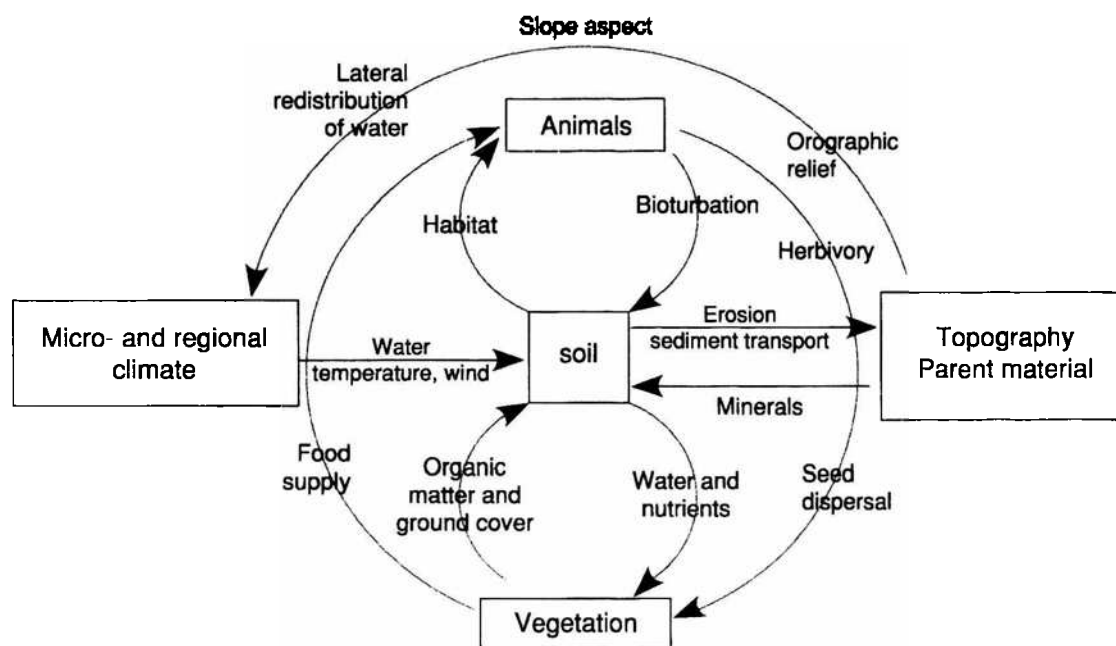 Slope aspect
Lateral
redistribution
of water
Animals
Orographic
relief
Habitat
Bioturbation
Herbivory
Micro- and regional
climate
Water
temperature, wind
soil
Erosion
sediment transport
Topography
Parent material
Minerals
Food
supply
Organic
matter and
ground cover
Water and
nutrients
Seed
dispersal
Vegetation